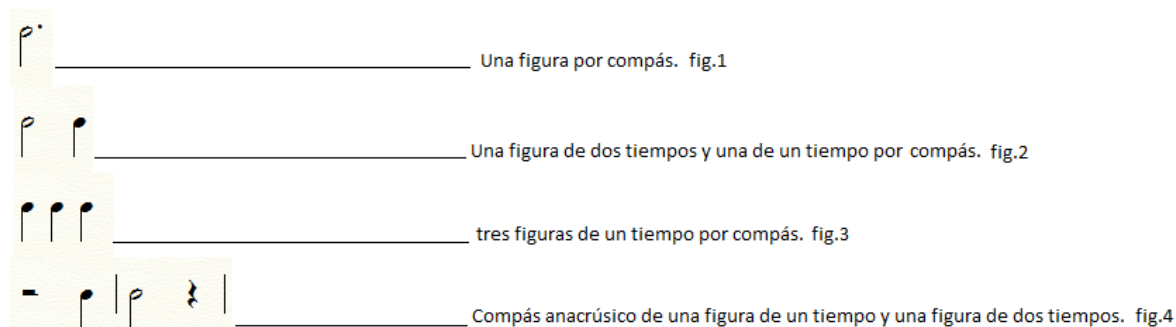 Una figura por compás. fig.1
Una figura de dos tiempos y una de un tiempo por compás. fig.2
tres figuras de un tiempo por compás. fig.3
Compás anacrúsico de una figura de un tiempo y una figura de dos tiempos. fig.4